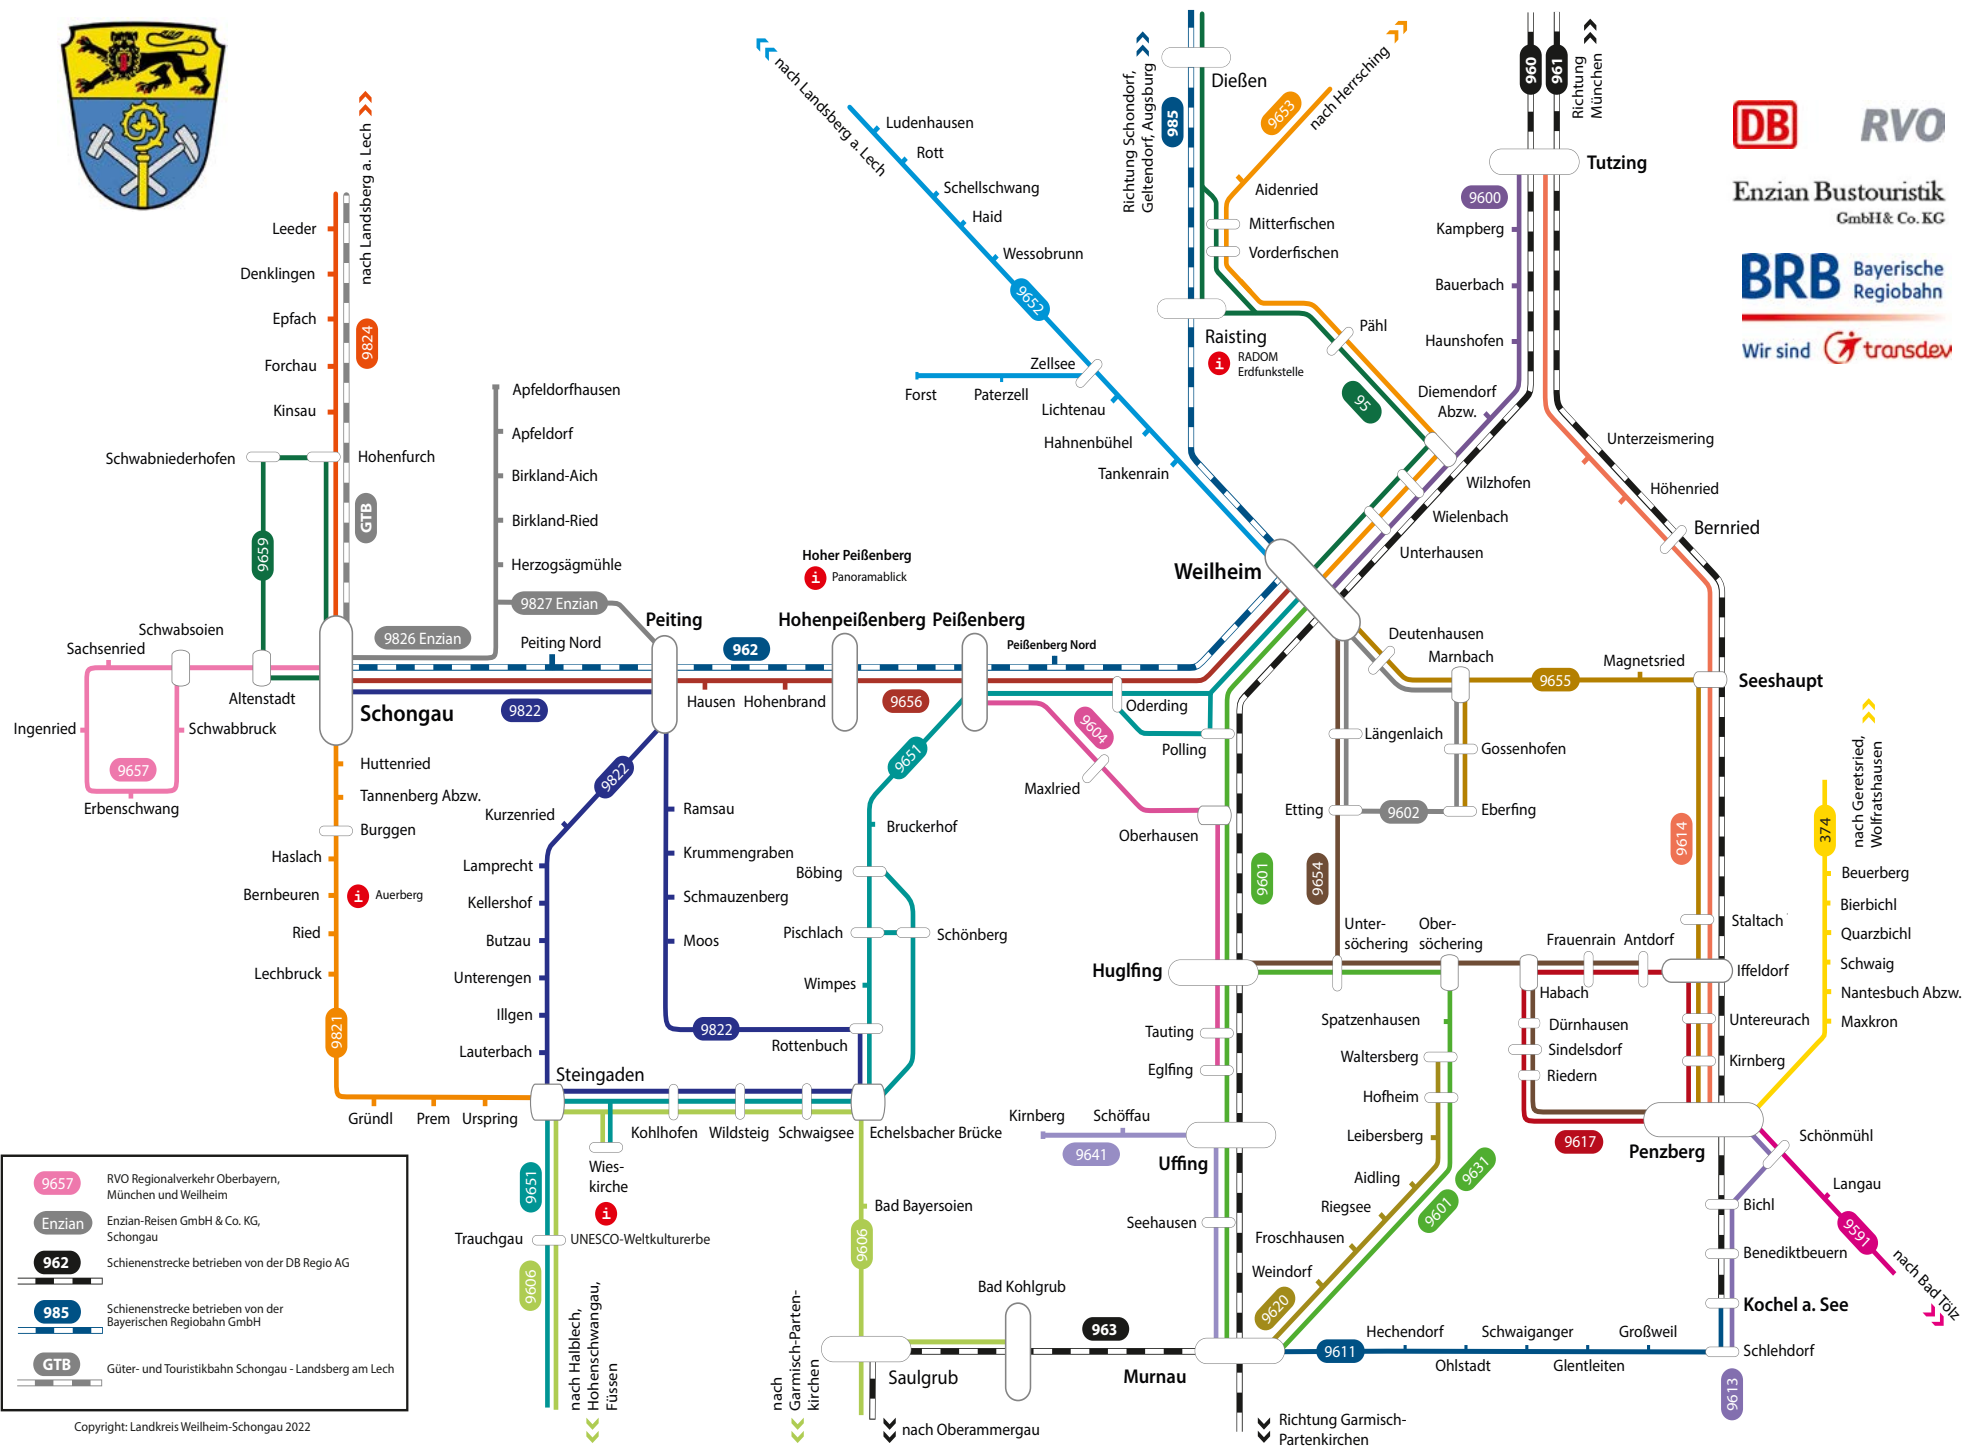 nach Landsberg a. Lech
Leeder
Denklingen
Epfach
9824
Forchau
Kinsau
Schwabniederhofen
Hohenfurch
GTB
9659
Schwabsoien
Sachsenried
Ingenried
Schwabbruck
9657
Erbenschwang
Altenstadt
Schongau
Apfeldorfhausen
Apfeldorf
Birkland-Aich
Birkland-Ried
Herzogsägmühle
9827 Enzian
9826 Enzian
Peiting Nord
9822
Peiting
962
Hausen
Hohenbrand
Hoher Peißenberg
i
Panoramablick
Hohenpeißenberg
Peißenberg
9656
Peißenberg Nord
Oderding
Polling
9604
Maxlried
Oberhausen
nach Landsberg a. Lech
Ludenhausen
Rott
Schellschwang
Haid
Wessobrunn
9652
Zellsee
Forst
Paterzell
Lichtenau
Hahnenbühel
Tankenrain
Weilheim
Richtung Schondorf,
Geltendorf, Augsburg
985
Dießen
9653
nach Herrsching
Aidenried
Mitterfischen
Vorderfischen
Raisting
i
RADOM
Erdfunkstelle
Pähl
95
960
961
Richtung
München
Tutzing
9600
Kampberg
Bauerbach
Haunshofen
Diemendorf
Abzw.
Wilzhofen
Wielenbach
Unterhausen
Unterzeismering
Höhenried
Bernried
DB
RVO
Enzian Bustouristik
GmbH & Co. KG
BRB
Bayerische
Regiobahn
Wir sind
transdev
Deutenhausen
Marnbach
9655
Magnetsried
Seeshaupt
Längenlaich
Gossenhofen
Etting
9602
Eberfing
9601
9654
9614
nach Geretsried,
Wolfratshausen
374
Beuerberg
Bierbichl
Quarzbichl
Schwaig
Nantesbuch Abzw.
Maxkron
Staltach
Iffeldorf
Untereurach
Kirnberg
Unter-
söchering
Ober-
söchering
Frauenrain
Antdorf
Huglfing
Habach
Dürnhausen
Sindelsdorf
Riedern
9617
Penzberg
Tauting
Eglfing
Spatzenhausen
Waltersberg
Hofheim
Leibersberg
Aidling
Riegsee
Froschhausen
Weindorf
9620
9601
9631
Kirnberg
Schöffau
9641
Uffing
Seehausen
Schönmühl
Langau
9591
nach Bad Tölz
Bichl
Benediktbeuern
Kochel a. See
Schlehdorf
9613
Hechendorf
Schwaiganger
Großweil
9611
Ohlstadt
Glentleiten
Murnau
Richtung Garmisch-
Partenkirchen
963
Bad Kohlgrub
Saulgrub
nach Oberammergau
nach
Garmisch-Parten-
kirchen
9606
Bad Bayersoien
Huttenried
Tannenberg Abzw.
Burggen
Haslach
Bernbeuren
i
Auerberg
Ried
Lechbruck
9821
Gründl
Prem
Urspring
Steingaden
9822
Kurzenried
Lamprecht
Kellershof
Butzau
Unterengen
Illgen
Lauterbach
Ramsau
Krummengraben
Schmauzenberg
Moos
9822
Rottenbuch
9651
Bruckerhof
Böbing
Pischlach
Schönberg
Wimpes
Kohlhofen
Wildsteig
Schwaigsee
Echelsbacher Brücke
Wies-
kirche
i
UNESCO-Weltkulturerbe
9651
Trauchgau
9606
nach Halblech,
Hohenschwangau,
Füssen
9657
RVO Regionalverkehr Oberbayern,
München und Weilheim
Enzian
Enzian-Reisen GmbH & Co. KG,
Schongau
962
Schienenstrecke betrieben von der DB Regio AG
985
Schienenstrecke betrieben von der
Bayerischen Regiobahn GmbH
GTB
Güter- und Touristikbahn Schongau - Landsberg am Lech
Copyright: Landkreis Weilheim-Schongau 2022